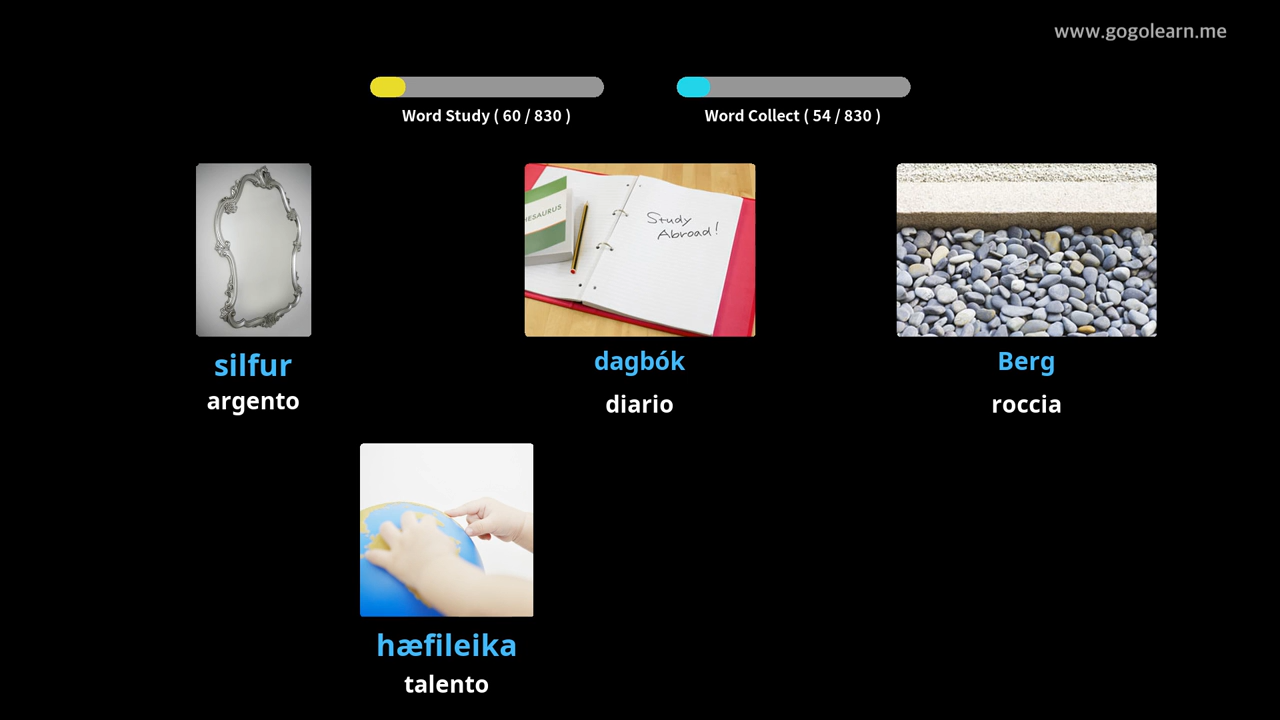 www.gogolearn.me
Word Study ( 60 / 830 )
Word Collect ( 54 / 830 )
HESAURUS
Study
Abroad!
silfur
argento
dagbók
diario
Berg
roccia
hæfileika
talento